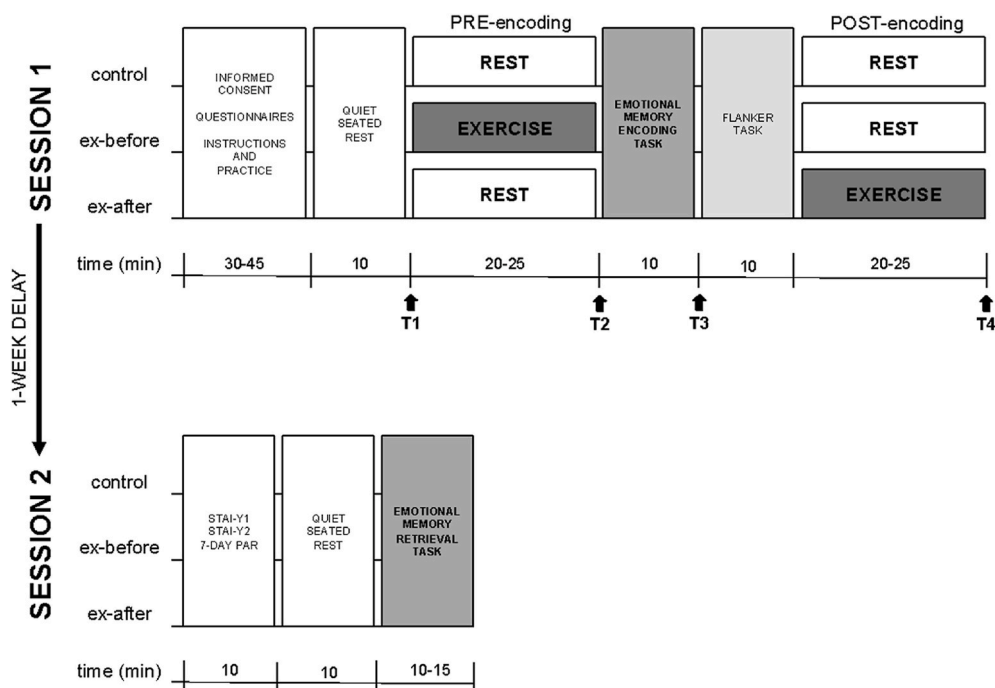 PRE-encoding
POST-encoding
SESSION 1
control
ex-before
ex-after
INFORMED
CONSENT
QUESTIONNAIRES
INSTRUCTIONS
AND
PRACTICE
QUIET
SEATED
REST
REST
EXERCISE
REST
EMOTIONAL
MEMORY
ENCODING
TASK
FLANKER
TASK
REST
REST
EXERCISE
time (min)
30-45
10
20-25
10
10
20-25
T1
T2
T3
T4
1-WEEK DELAY
SESSION 2
control
ex-before
ex-after
STAI-Y1
STAI-Y2
7-DAY PAR
QUIET
SEATED
REST
EMOTIONAL
MEMORY
RETRIEVAL
TASK
time (min)
10
10
10-15